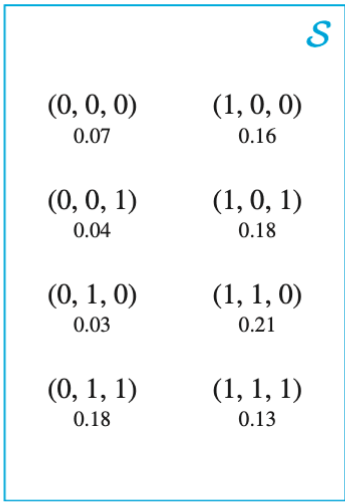 𝒮
(0, 0, 0) (1, 0, 0)
0.07 0.16
(0, 0, 1) (1, 0, 1)
0.04 0.18
(0, 1, 0) (1, 1, 0)
0.03 0.21
(0, 1, 1) (1, 1, 1)
0.18 0.13